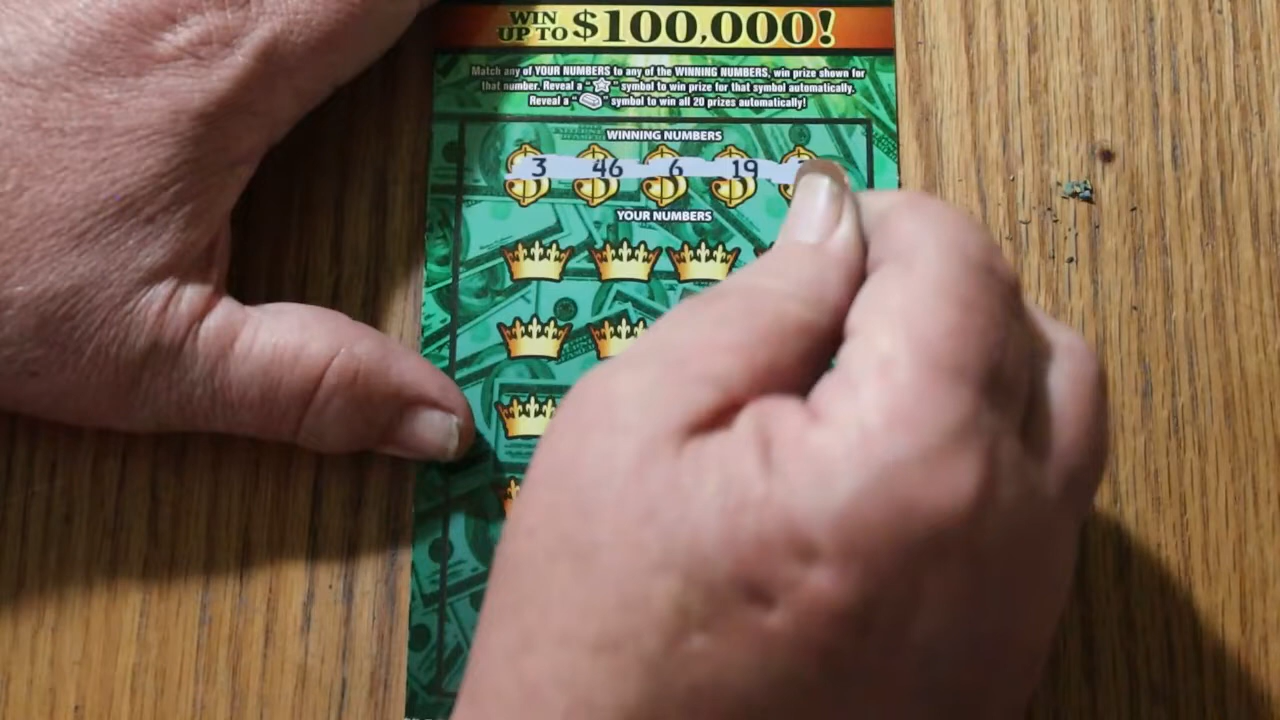 WIN
UP TO $100,000!
Match any of YOUR NUMBERS to any of the WINNING NUMBERS, win prize shown for
that number. Reveal a " " symbol to win prize for that symbol automatically.
Reveal a " " symbol to win all 20 prizes automatically!
WINNING NUMBERS
3 46 6 19
YOUR NUMBERS